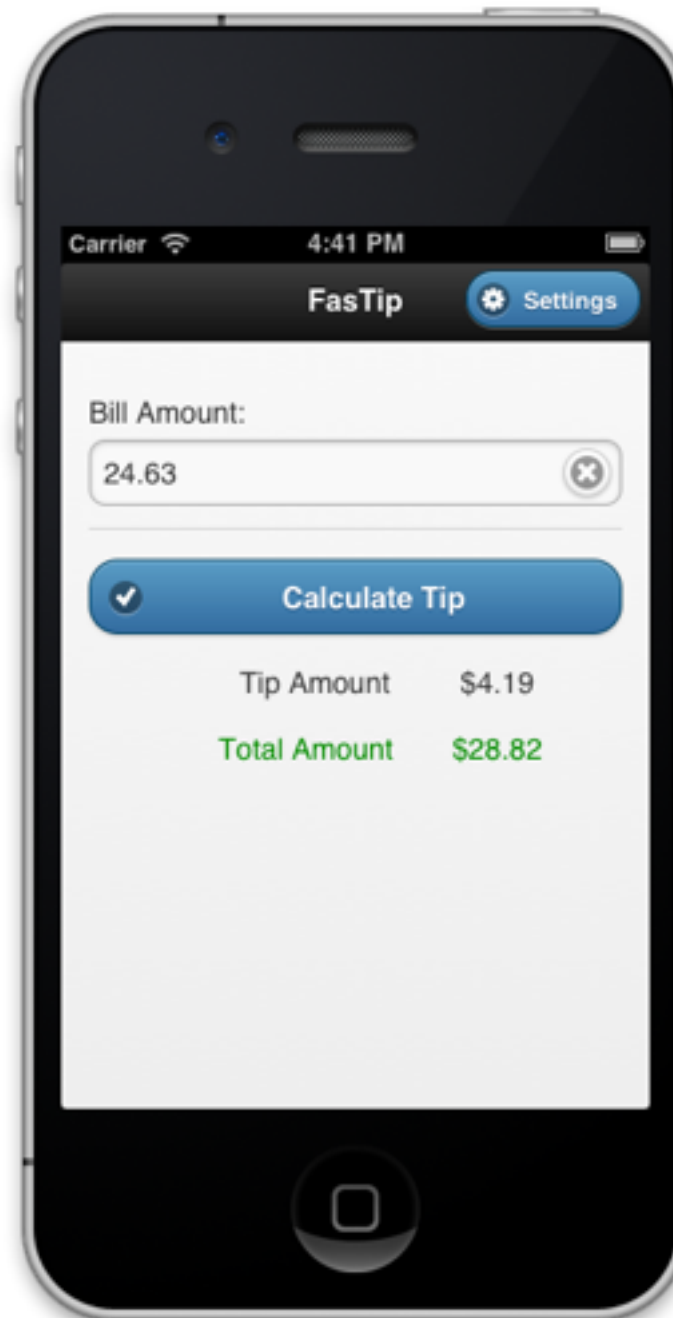 Carrier 4:41 PM
FasTip Settings
Bill Amount:
24.63
Calculate Tip
Tip Amount $4.19
Total Amount $28.82